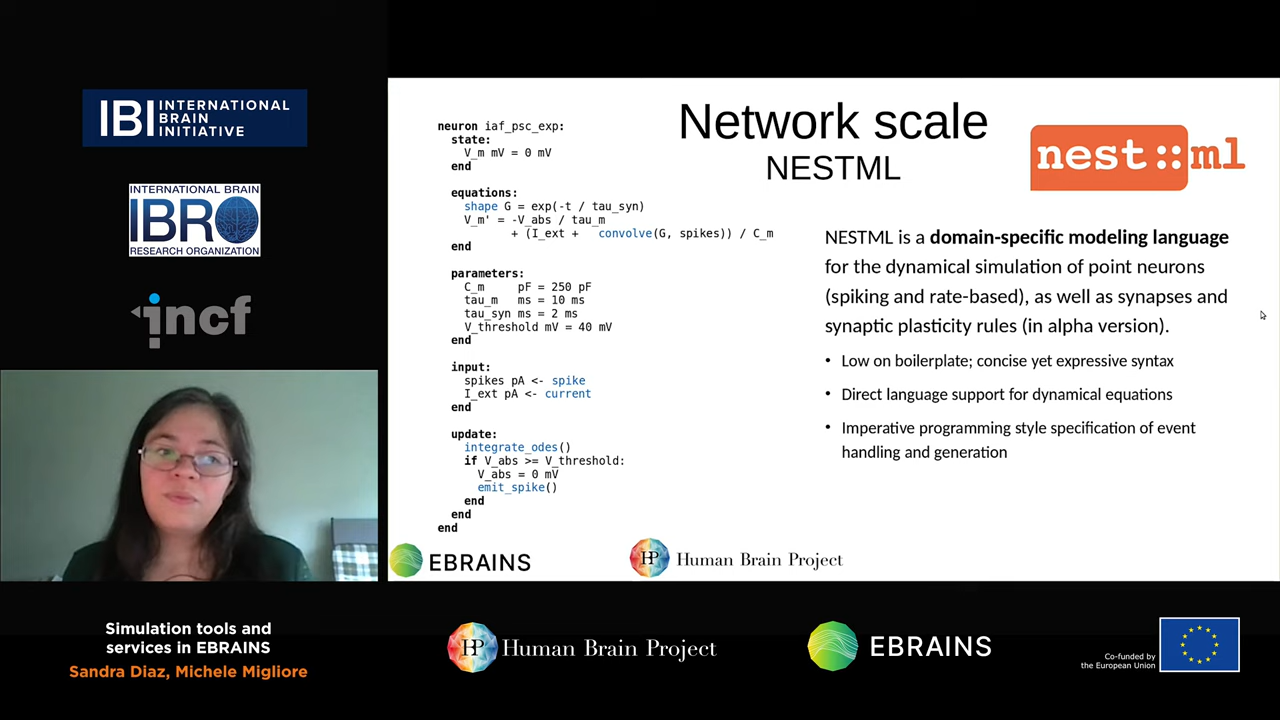 IBI INTERNATIONAL
BRAIN
INITIATIVE
INTERNATIONAL BRAIN
IBRO
RESEARCH ORGANIZATION
incf
Simulation tools and
services in EBRAINS
Sandra Diaz, Michele Migliore
Network scale
NESTML
nest::ml
neuron iaf_psc_exp:
state:
V_m mV = 0 mV
end
equations:
shape G = exp(-t / tau_syn)
V_m' = -V_abs / tau_m
+ (I_ext + convolve(G, spikes)) / C_m
end
parameters:
C_m pF = 250 pF
tau_m ms = 10 ms
tau_syn ms = 2 ms
V_threshold mV = 40 mV
end
input:
spikes pA <- spike
I_ext pA <- current
end
update:
integrate_odes()
if V_abs >= V_threshold:
V_abs = 0 mV
emit_spike()
end
end
end
NESTML is a domain-specific modeling language
for the dynamical simulation of point neurons
(spiking and rate-based), as well as synapses and
synaptic plasticity rules (in alpha version).
• Low on boilerplate; concise yet expressive syntax
• Direct language support for dynamical equations
• Imperative programming style specification of event
handling and generation
EBRAINS
HP Human Brain Project
HP Human Brain Project
EBRAINS
Co-funded by
the European Union